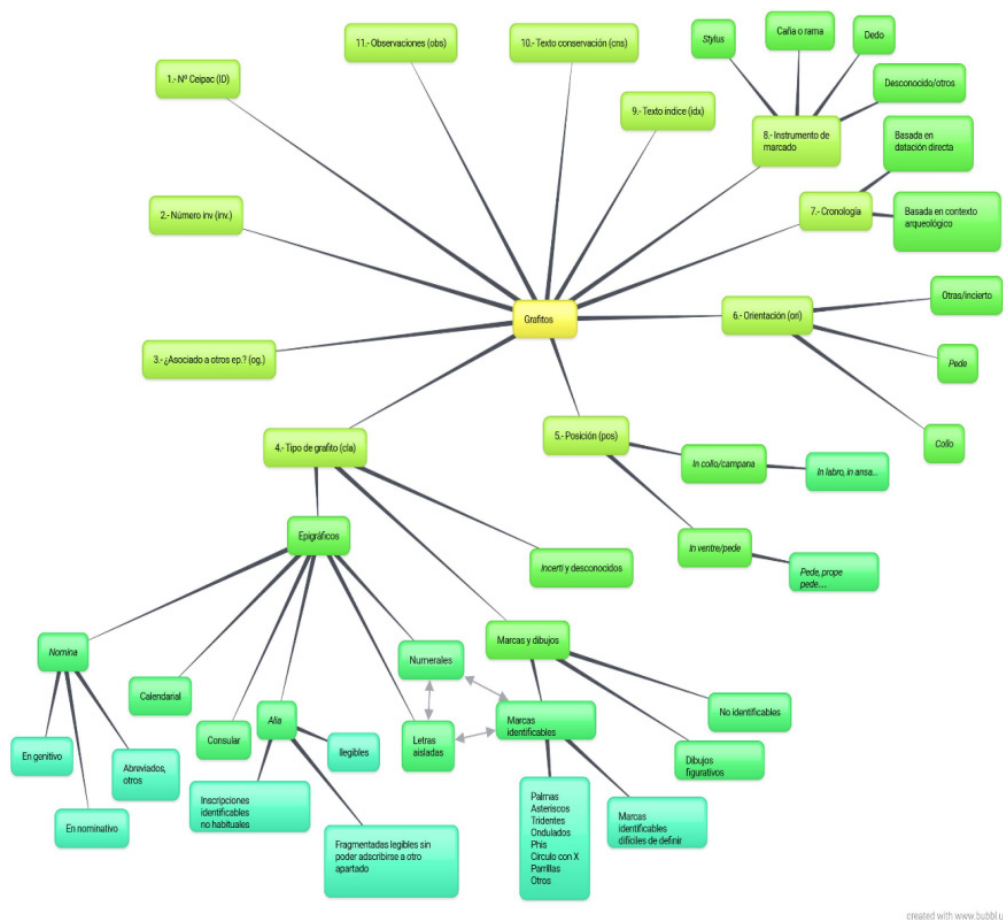 11.- Observaciones (obs)
10.- Texto conservación (cns)
Stylus
Caña o rama
Dedo
1.- Nº Ceipac (ID)
Desconocido/otros
9.- Texto índice (idx)
8.- Instrumento de
marcado
Basada en
datación directa
2.- Número inv (inv.)
7.- Cronología
Basada en contexto
arqueológico
Grafitos
Otras/incierto
6.- Orientación (ori)
3.- ¿Asociado a otros ep.? (og.)
Pede
4.- Tipo de grafito (cla)
5.- Posición (pos)
Collo
In collo/campana
In labro, in ansa...
Epigráficos
In ventre/pede
Incerti y desconocidos
Pede, prope
pede....
Nomina
Numerales
Marcas y dibujos
Calendarial
Alia
No identificables
Consular
Letras
aisladas
Marcas
identificables
En genitivo
Abreviados,
otros
Ilegibles
Dibujos
figurativos
Inscripciones
identificables
no habituales
En nominativo
Palmas
Asteriscos
Tridentes
Ondulados
Phis
Círculo con X
Parrillas
Otros
Marcas
identificables
difíciles de definir
Fragmentadas legibles sin
poder adscribirse a otro
apartado
created with www.bubbl.u